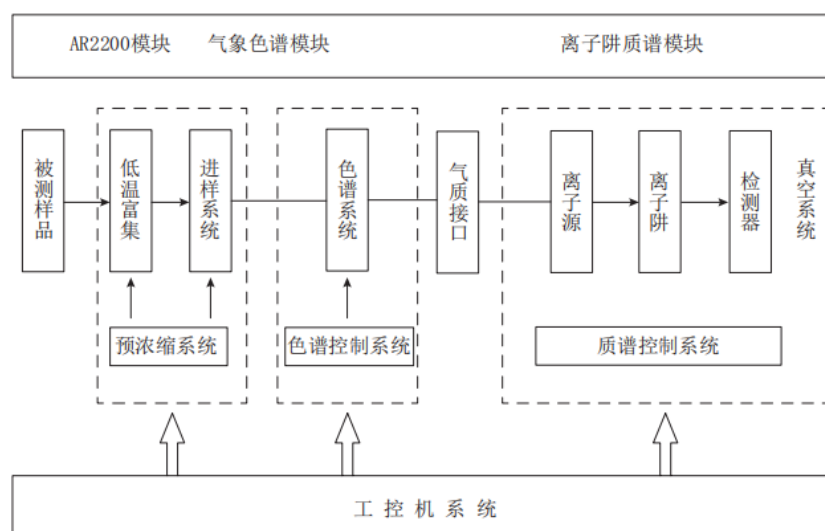 AR2200模块 气象色谱模块 离子阱质谱模块
被测样品
低温富集
进样系统
色谱系统
气质接口
离子源
离子阱
检测器
真空系统
预浓缩系统
色谱控制系统
质谱控制系统
工控机系统